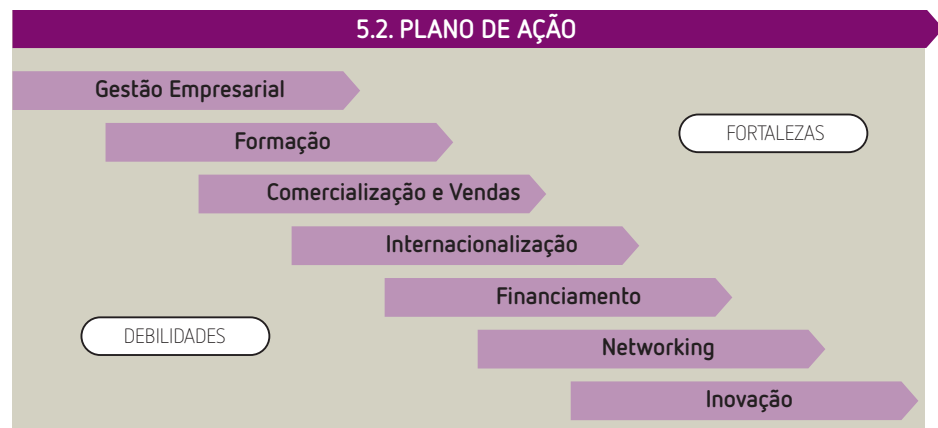 5.2. PLANO DE AÇÃO
Gestão Empresarial
Formação
FORTALEZAS
Comercialização e Vendas
Internacionalização
Financiamento
DEBILIDADES
Networking
Inovação